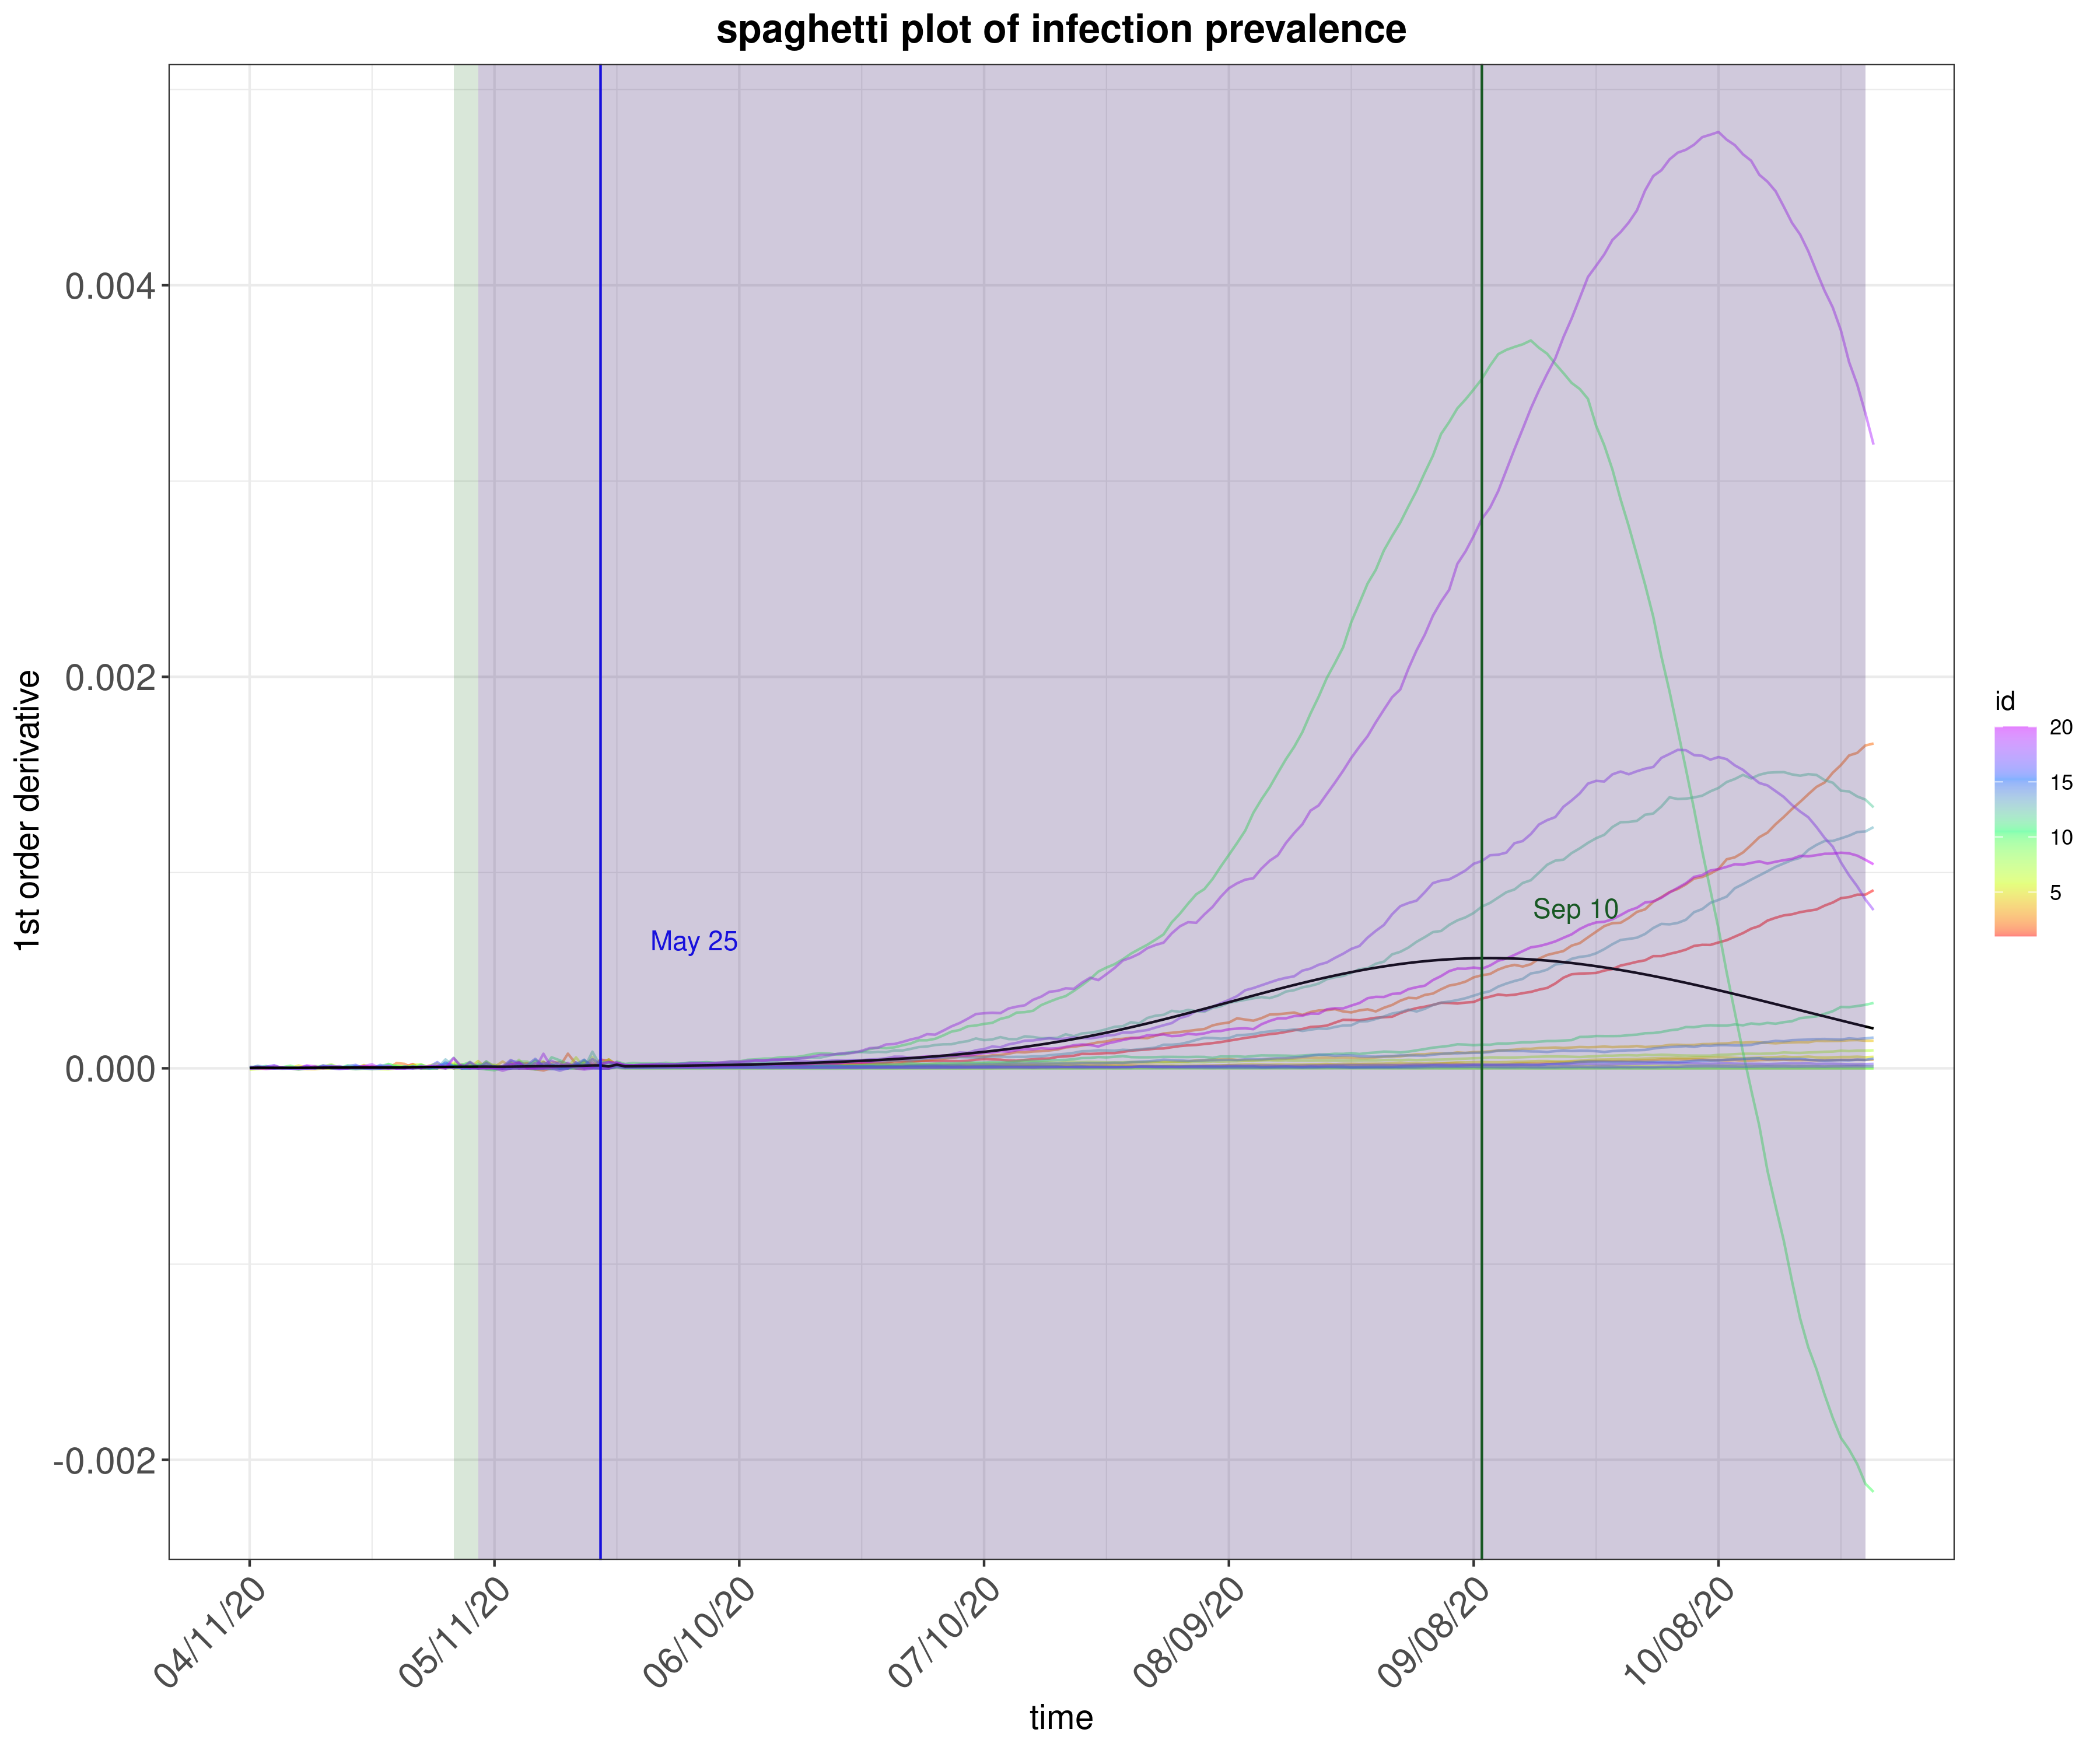 spaghetti plot of infection prevalence
1st order derivative
0.004
0.002
0.000
-0.002
May 25
Sep 10
04/11/20
05/11/20
06/10/20
07/10/20
08/09/20
09/08/20
10/08/20
time
id
20
15
10
5